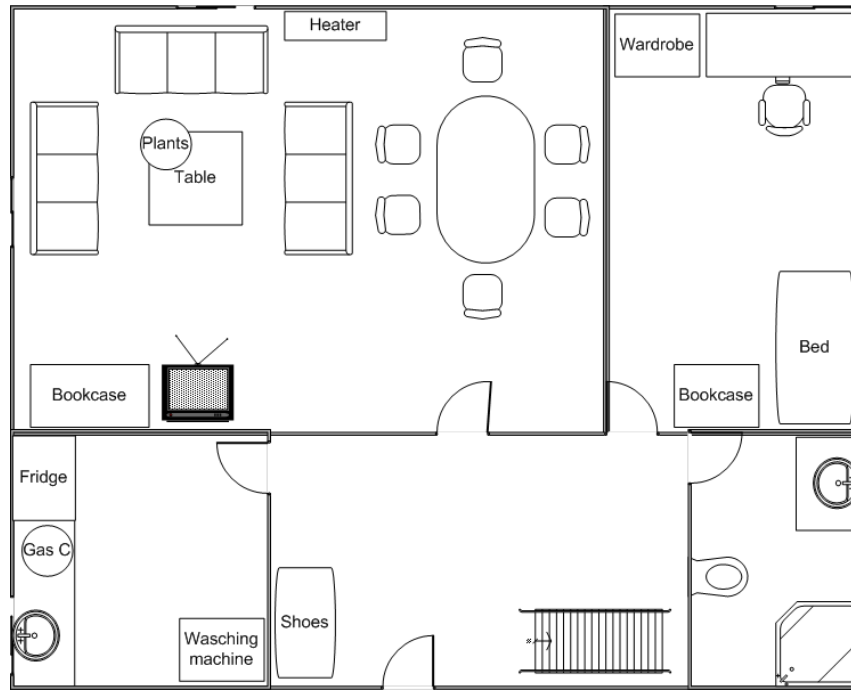 Heater
Wardrobe
Plants
Table
Bookcase
Bed
Bookcase
Fridge
Gas C
Shoes
Wasching
machine